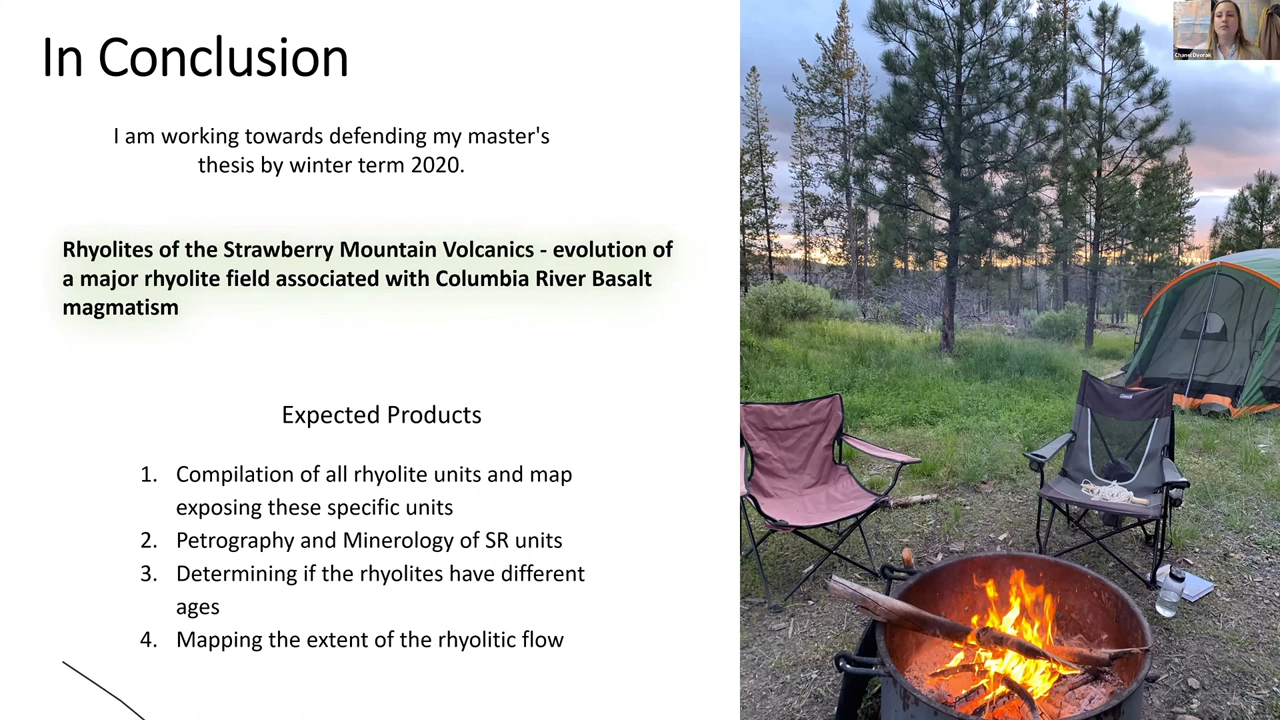 In Conclusion
I am working towards defending my master's
thesis by winter term 2020.
Rhyolites of the Strawberry Mountain Volcanics - evolution of
a major rhyolite field associated with Columbia River Basalt
magmatism
Expected Products
1. Compilation of all rhyolite units and map
exposing these specific units
2. Petrography and Minerology of SR units
3. Determining if the rhyolites have different
ages
4. Mapping the extent of the rhyolitic flow
Chanel Dvorak